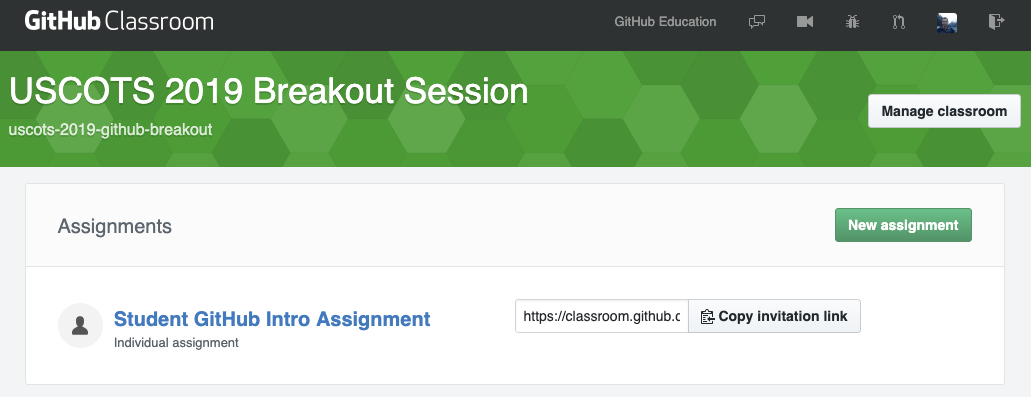 GitHub Classroom
GitHub Education
USCOTS 2019 Breakout Session
uscots-2019-github-breakout
Manage classroom
Assignments
New assignment
Student GitHub Intro Assignment
Individual assignment
https://classroom.github.c
Copy invitation link